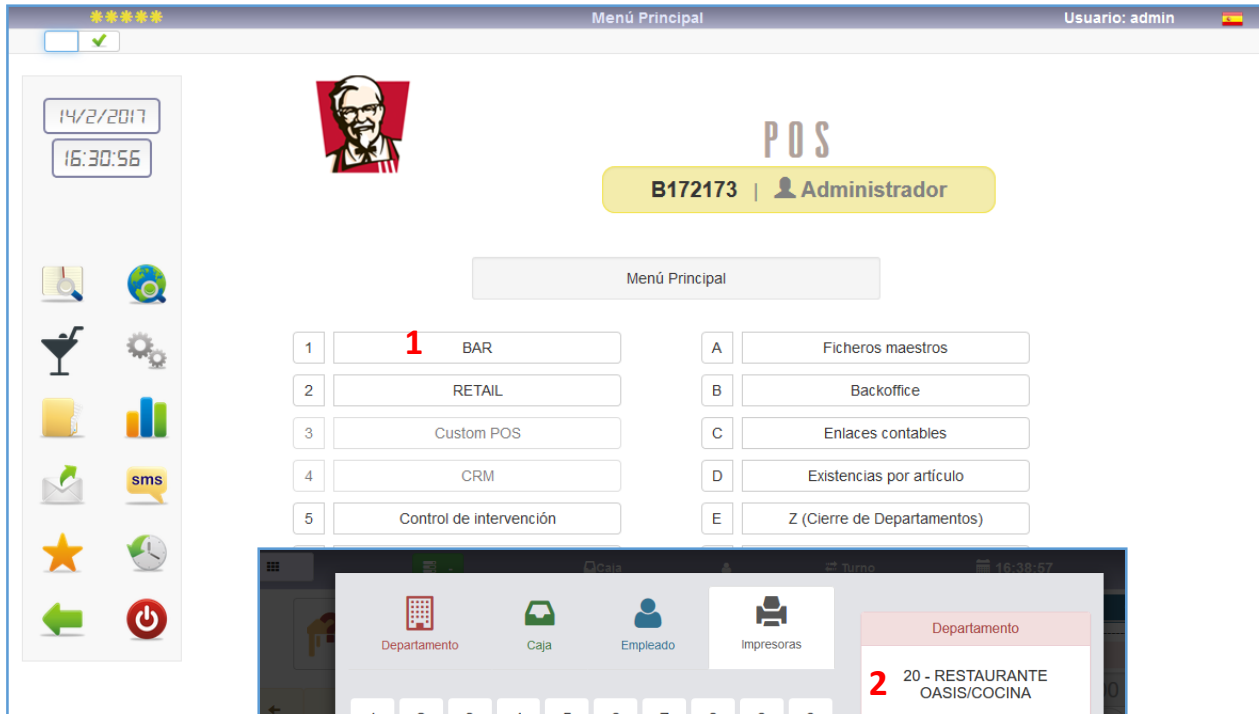 ***** Menú Principal Usuario: admin
14/2/2017
16:30:56
POS
B172173 | Administrador
Menú Principal
1 1 BAR A Ficheros maestros
2 RETAIL B Backoffice
3 Custom POS C Enlaces contables
4 CRM D Existencias por artículo
5 Control de intervención E Z (Cierre de Departamentos)
sms
Caja Turno 16:38:57
Departamento Caja Empleado Impresoras
Departamento
2 20 - RESTAURANTE
OASIS/COCINA